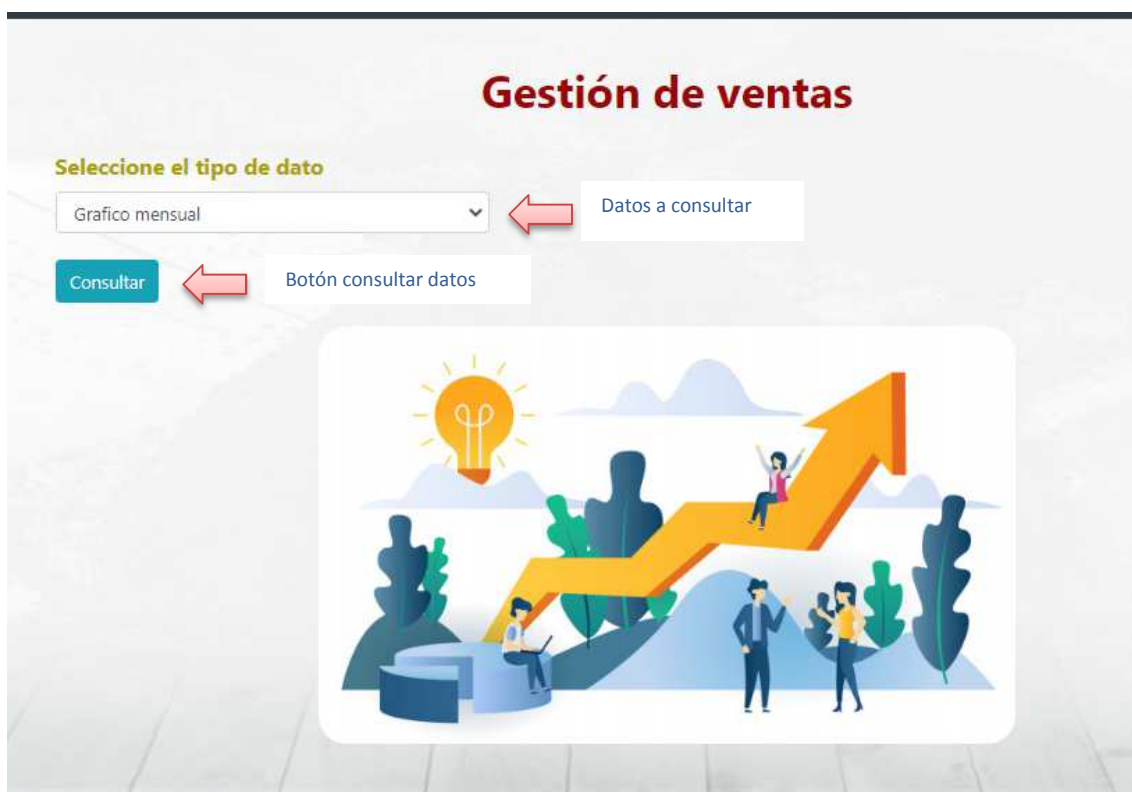 Gestión de ventas
Seleccione el tipo de dato
Grafico mensual
Datos a consultar
Consultar
Botón consultar datos